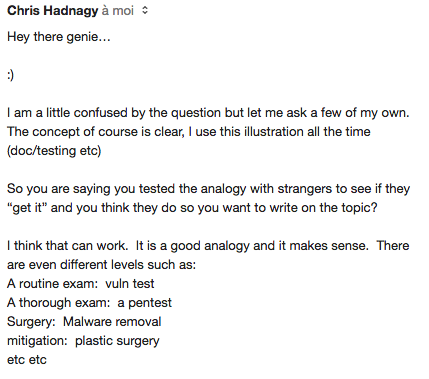 Chris Hadnagy à moi
Hey there genie...
:)
I am a little confused by the question but let me ask a few of my own.
The concept of course is clear, I use this illustration all the time
(doc/testing etc)
So you are saying you tested the analogy with strangers to see if they
“get it” and you think they do so you want to write on the topic?
I think that can work.  It is a good analogy and it makes sense.  There
are even different levels such as:
A routine exam:  vuln test
A thorough exam:  a pentest
Surgery:  Malware removal
mitigation:  plastic surgery
etc etc